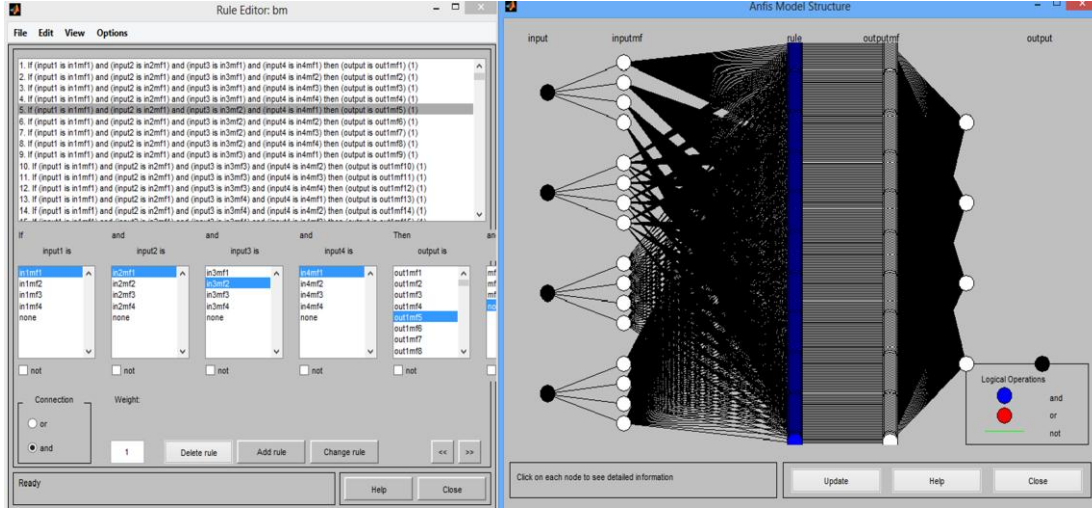 Rule Editor: bm
File Edit View Options
1. If (input1 is in1mf1) and (input2 is in2mf1) and (input3 is in3mf1) and (input4 is in4mf1) then (output is out1mf1) (1)
2. If (input1 is in1mf1) and (input2 is in2mf1) and (input3 is in3mf1) and (input4 is in4mf2) then (output is out1mf2) (1)
3. If (input1 is in1mf1) and (input2 is in2mf1) and (input3 is in3mf1) and (input4 is in4mf3) then (output is out1mf3) (1)
4. If (input1 is in1mf1) and (input2 is in2mf1) and (input3 is in3mf1) and (input4 is in4mf4) then (output is out1mf4) (1)
5. If (input1 is in1mf1) and (input2 is in2mf1) and (input3 is in3mf2) and (input4 is in4mf1) then (output is out1mf5) (1)
6. If (input1 is in1mf1) and (input2 is in2mf1) and (input3 is in3mf2) and (input4 is in4mf2) then (output is out1mf6) (1)
7. If (input1 is in1mf1) and (input2 is in2mf1) and (input3 is in3mf2) and (input4 is in4mf3) then (output is out1mf7) (1)
8. If (input1 is in1mf1) and (input2 is in2mf1) and (input3 is in3mf2) and (input4 is in4mf4) then (output is out1mf8) (1)
9. If (input1 is in1mf1) and (input2 is in2mf1) and (input3 is in3mf3) and (input4 is in4mf1) then (output is out1mf9) (1)
10. If (input1 is in1mf1) and (input2 is in2mf1) and (input3 is in3mf3) and (input4 is in4mf2) then (output is out1mf10) (1)
11. If (input1 is in1mf1) and (input2 is in2mf1) and (input3 is in3mf3) and (input4 is in4mf3) then (output is out1mf11) (1)
12. If (input1 is in1mf1) and (input2 is in2mf1) and (input3 is in3mf3) and (input4 is in4mf4) then (output is out1mf12) (1)
13. If (input1 is in1mf1) and (input2 is in2mf1) and (input3 is in3mf4) and (input4 is in4mf1) then (output is out1mf13) (1)
14. If (input1 is in1mf1) and (input2 is in2mf1) and (input3 is in3mf4) and (input4 is in4mf2) then (output is out1mf14) (1)
If and and and Then an
input1 is input2 is input3 is input4 is output is
in1mf1 in2mf1 in3mf1 in4mf1 out1mf1
in1mf2 in2mf2 in3mf2 in4mf2 out1mf2 mf
in1mf3 in2mf3 in3mf3 in4mf3 out1mf3 mf
in1mf4 in2mf4 in3mf4 in4mf4 out1mf4
none none none none out1mf5
out1mf6
out1mf7
out1mf8
not not not not
Connection Weight:
or
and 1 Delete rule Add rule Change rule << >>
Ready Help Close
Anfis Model Structure
input inputmf rule outputmf output
Logical Operations
and
or
not
Click on each node to see detailed information Update Help Close